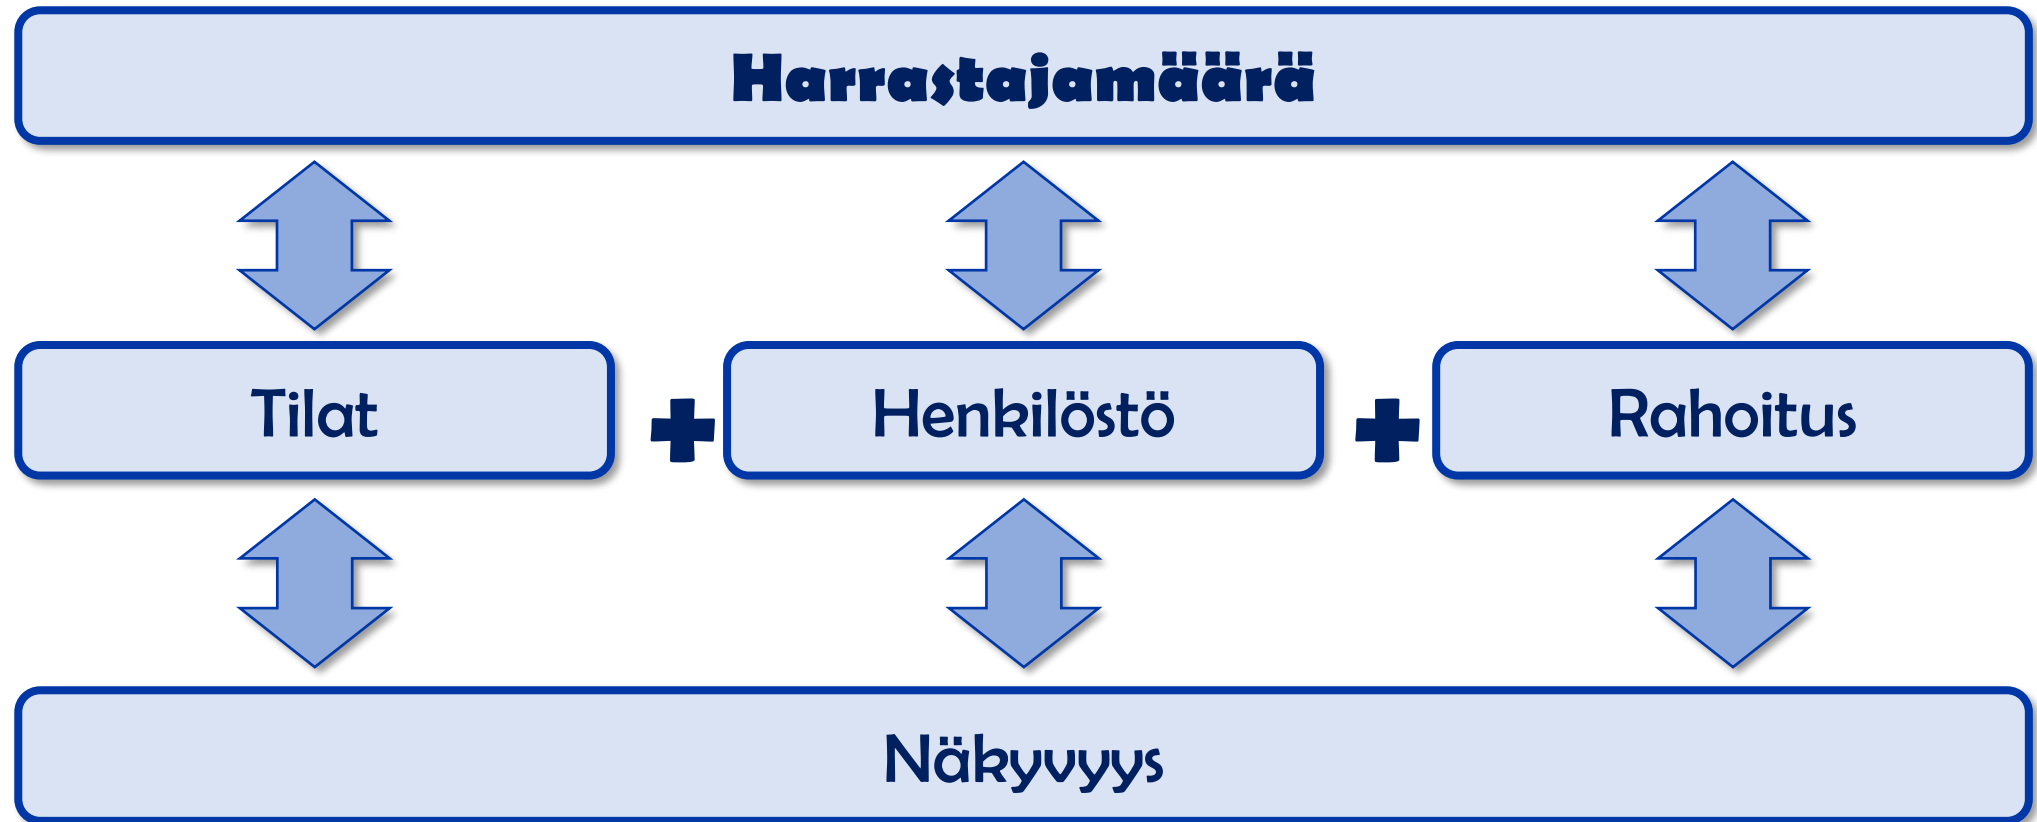 Harrastajamäärä
Tilat + Henkilöstö + Rahoitus
Näkyvyys